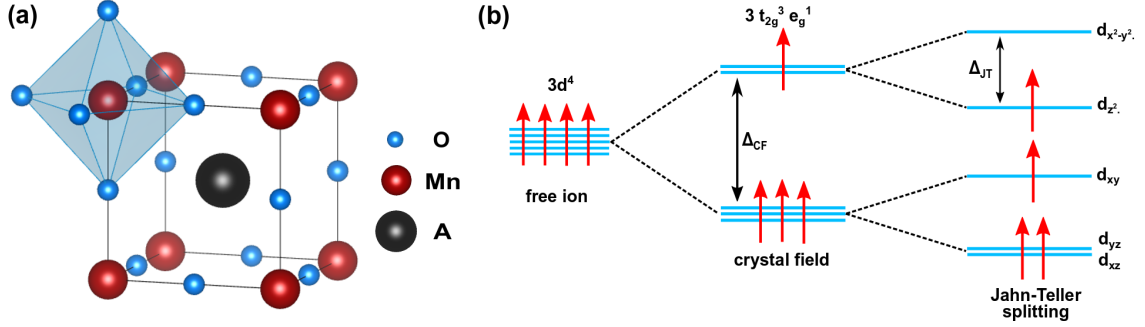 (a)
O
Mn
A
(b)
3d⁴
free ion
3 t₂g³ eg¹
ΔCF
crystal field
dx²-y².
ΔJT
dz².
dxy
dyz
dxz
Jahn-Teller
splitting